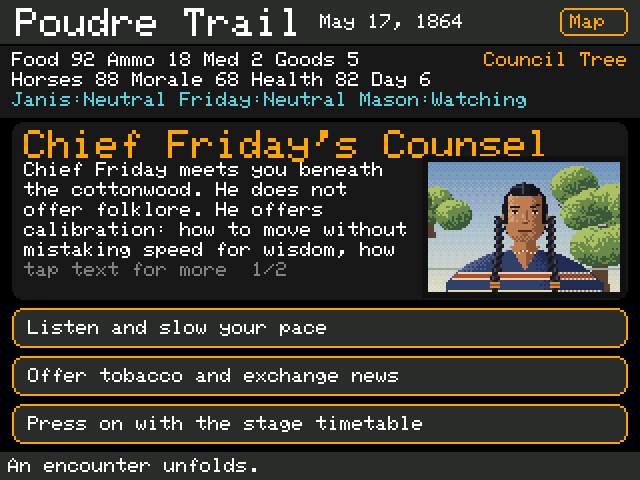 Poudre Trail May 17, 1864 Map
Food 92 Ammo 18 Med 2 Goods 5 Council Tree
Horses 88 Morale 68 Health 82 Day 6
Janis:Neutral Friday:Neutral Mason:Watching
Chief Friday's Counsel
Chief Friday meets you beneath
the cottonwood. He does not
offer folklore. He offers
calibration: how to move without
mistaking speed for wisdom, how
tap text for more 1/2
Listen and slow your pace
Offer tobacco and exchange news
Press on with the stage timetable
An encounter unfolds.